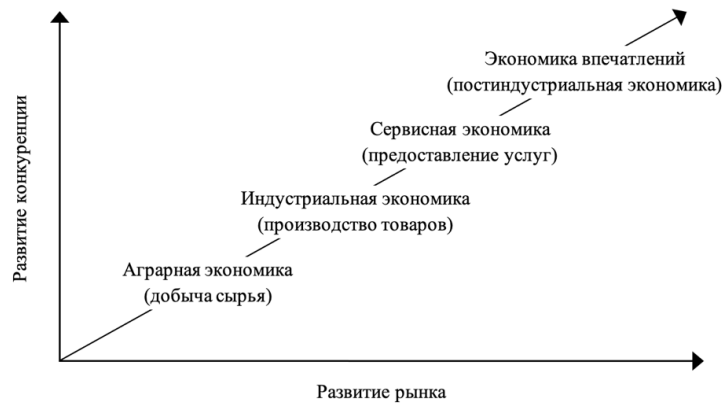 Экономика впечатлений
(постиндустриальная экономика)
Сервисная экономика
(предоставление услуг)
Индустриальная экономика
(производство товаров)
Аграрная экономика
(добыча сырья)
Развитие конкуренции
Развитие рынка